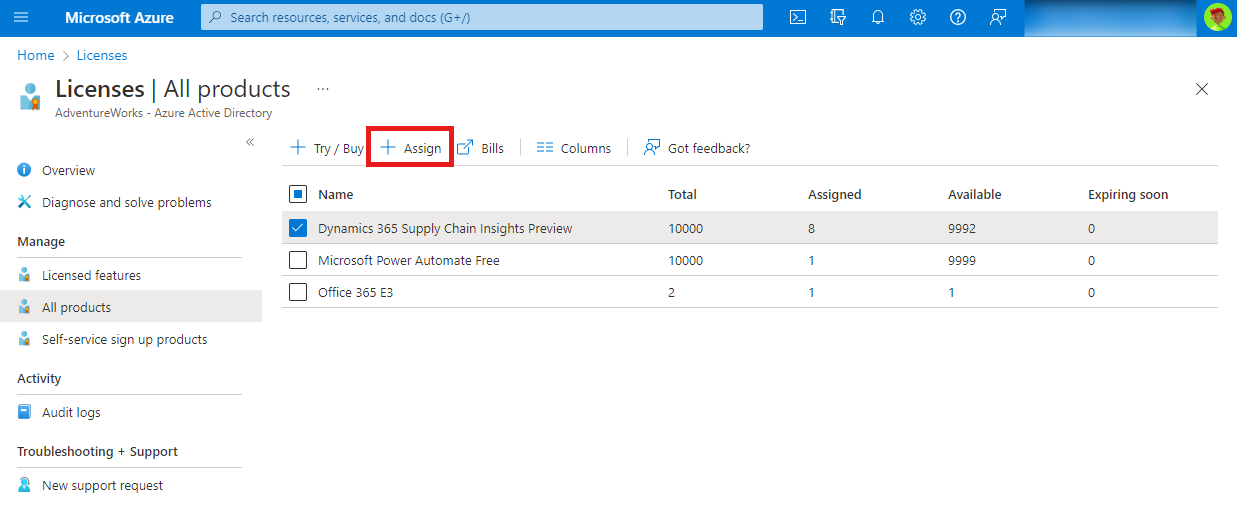 Microsoft Azure
Search resources, services, and docs (G+/)
Home > Licenses
Licenses | All products ...
AdventureWorks - Azure Active Directory
«
Overview
Diagnose and solve problems
Manage
Licensed features
All products
Self-service sign up products
Activity
Audit logs
Troubleshooting + Support
New support request
Try / Buy Assign Bills Columns Got feedback?
Name Total Assigned Available Expiring soon
Dynamics 365 Supply Chain Insights Preview 10000 8 9992 0
Microsoft Power Automate Free 10000 1 9999 0
Office 365 E3 2 1 1 0